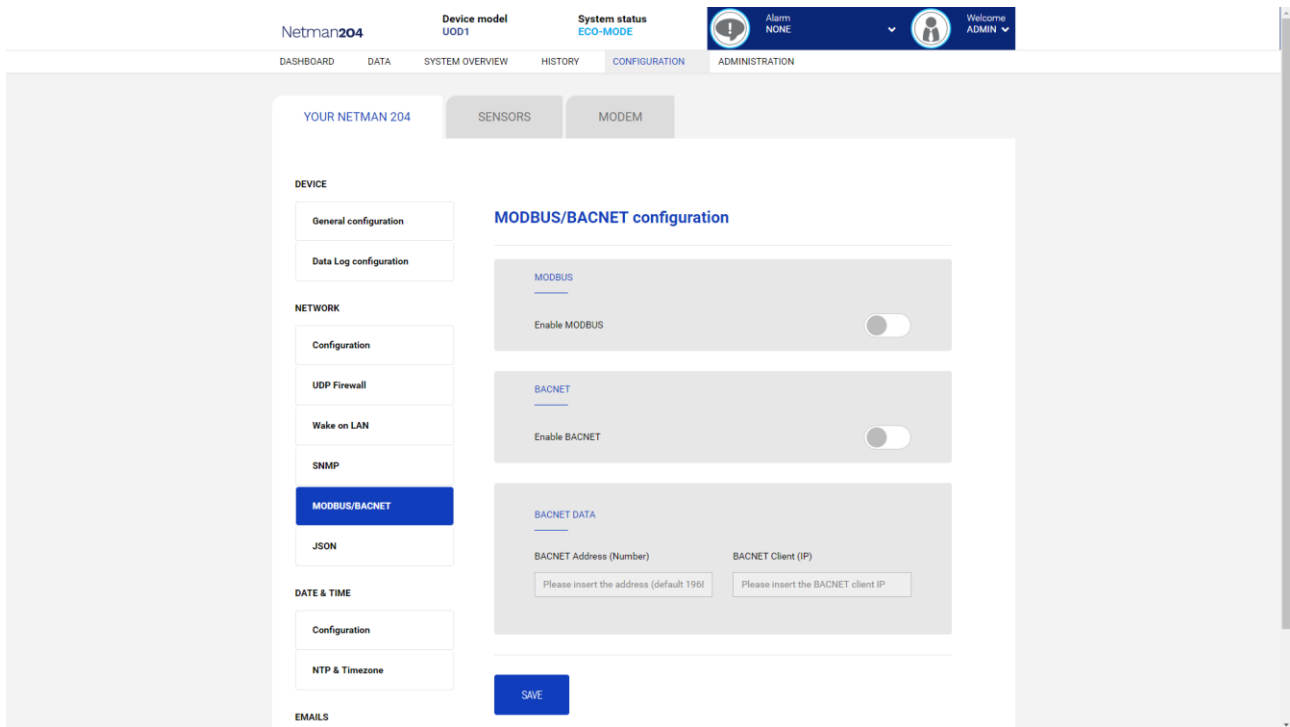 Netman204
Device model
UOD1
System status
ECO-MODE
Alarm
NONE
Welcome
ADMIN
DASHBOARD DATA SYSTEM OVERVIEW HISTORY CONFIGURATION ADMINISTRATION
YOUR NETMAN 204 SENSORS MODEM
DEVICE
General configuration
Data Log configuration
NETWORK
Configuration
UDP Firewall
Wake on LAN
SNMP
MODBUS/BACNET
JSON
DATE & TIME
Configuration
NTP & Timezone
EMAILS
MODBUS/BACNET configuration
MODBUS
Enable MODBUS
BACNET
Enable BACNET
BACNET DATA
BACNET Address (Number) BACNET Client (IP)
Please insert the address (default 196 Please insert the BACNET client IP
SAVE